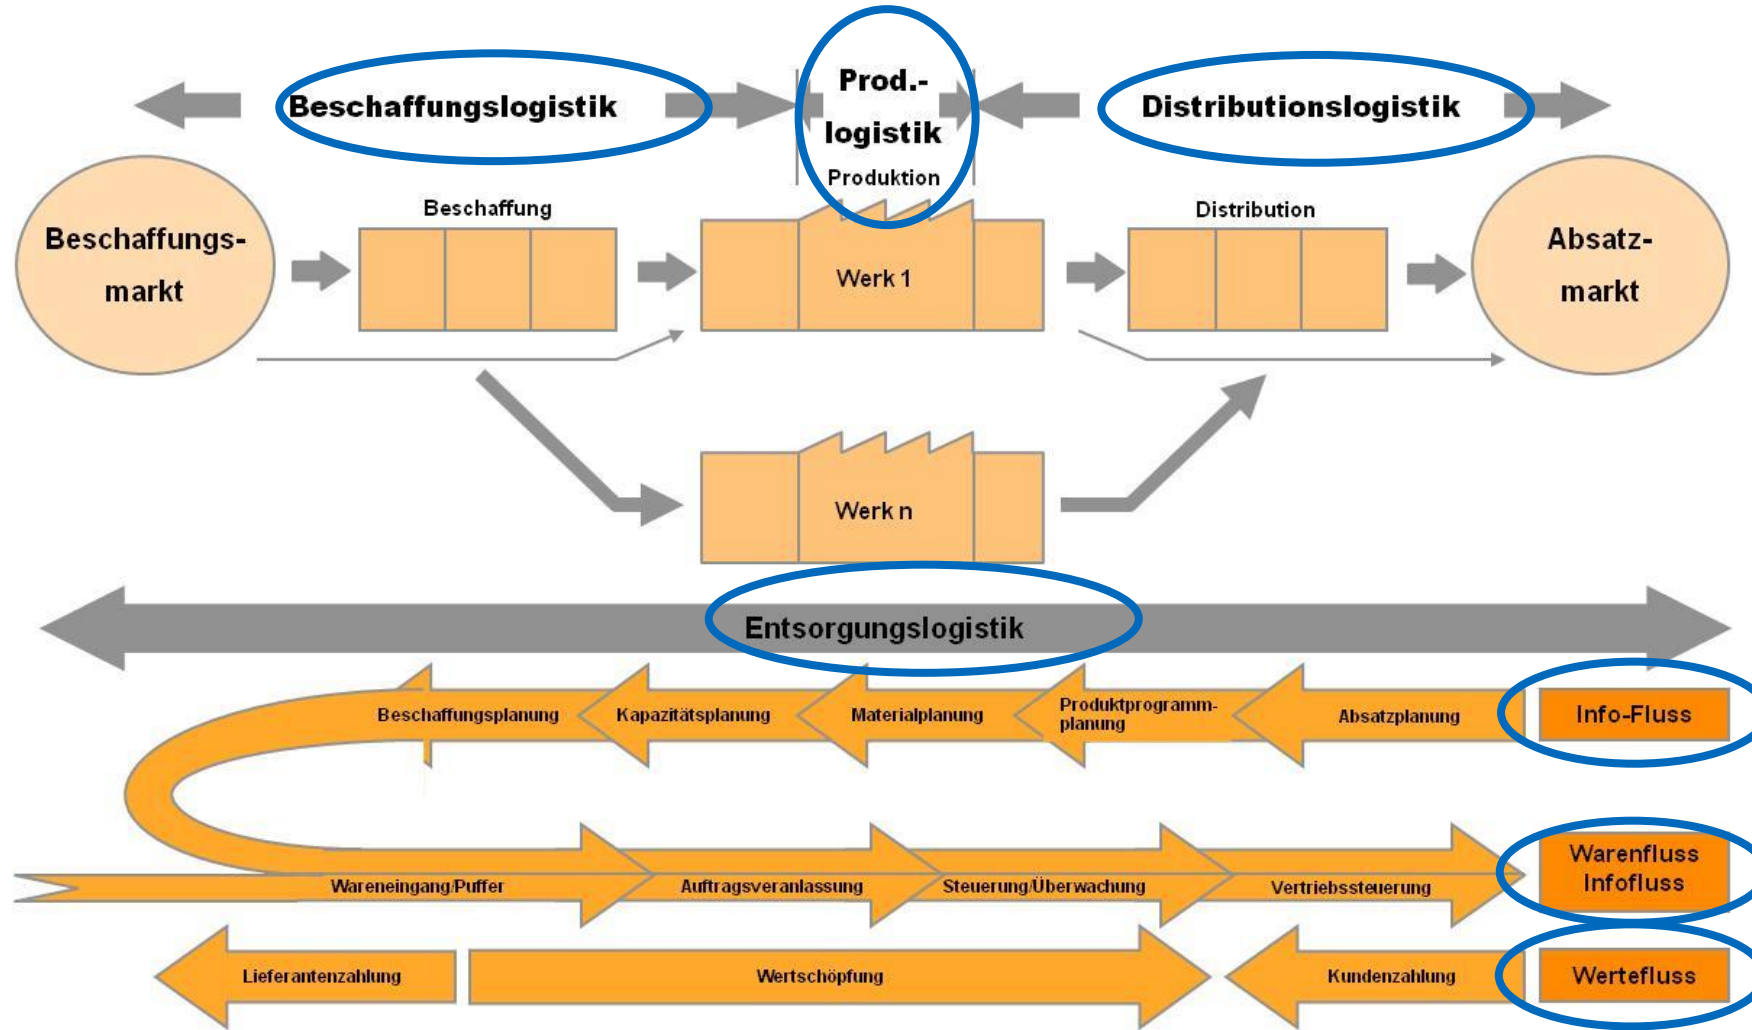 Beschaffungslogistik
Prod.-
logistik
Distributionslogistik
Produktion
Beschaffung
Distribution
Beschaffungs-
markt
Werk 1
Absatz-
markt
Werk n
Entsorgungslogistik
Beschaffungsplanung
Kapazitätsplanung
Materialplanung
Produktprogramm-
planung
Absatzplanung
Info-Fluss
Wareneingang/Puffer
Auftragsveranlassung
Steuerung/Überwachung
Vertriebssteuerung
Warenfluss
Infofluss
Lieferantenzahlung
Wertschöpfung
Kundenzahlung
Wertefluss